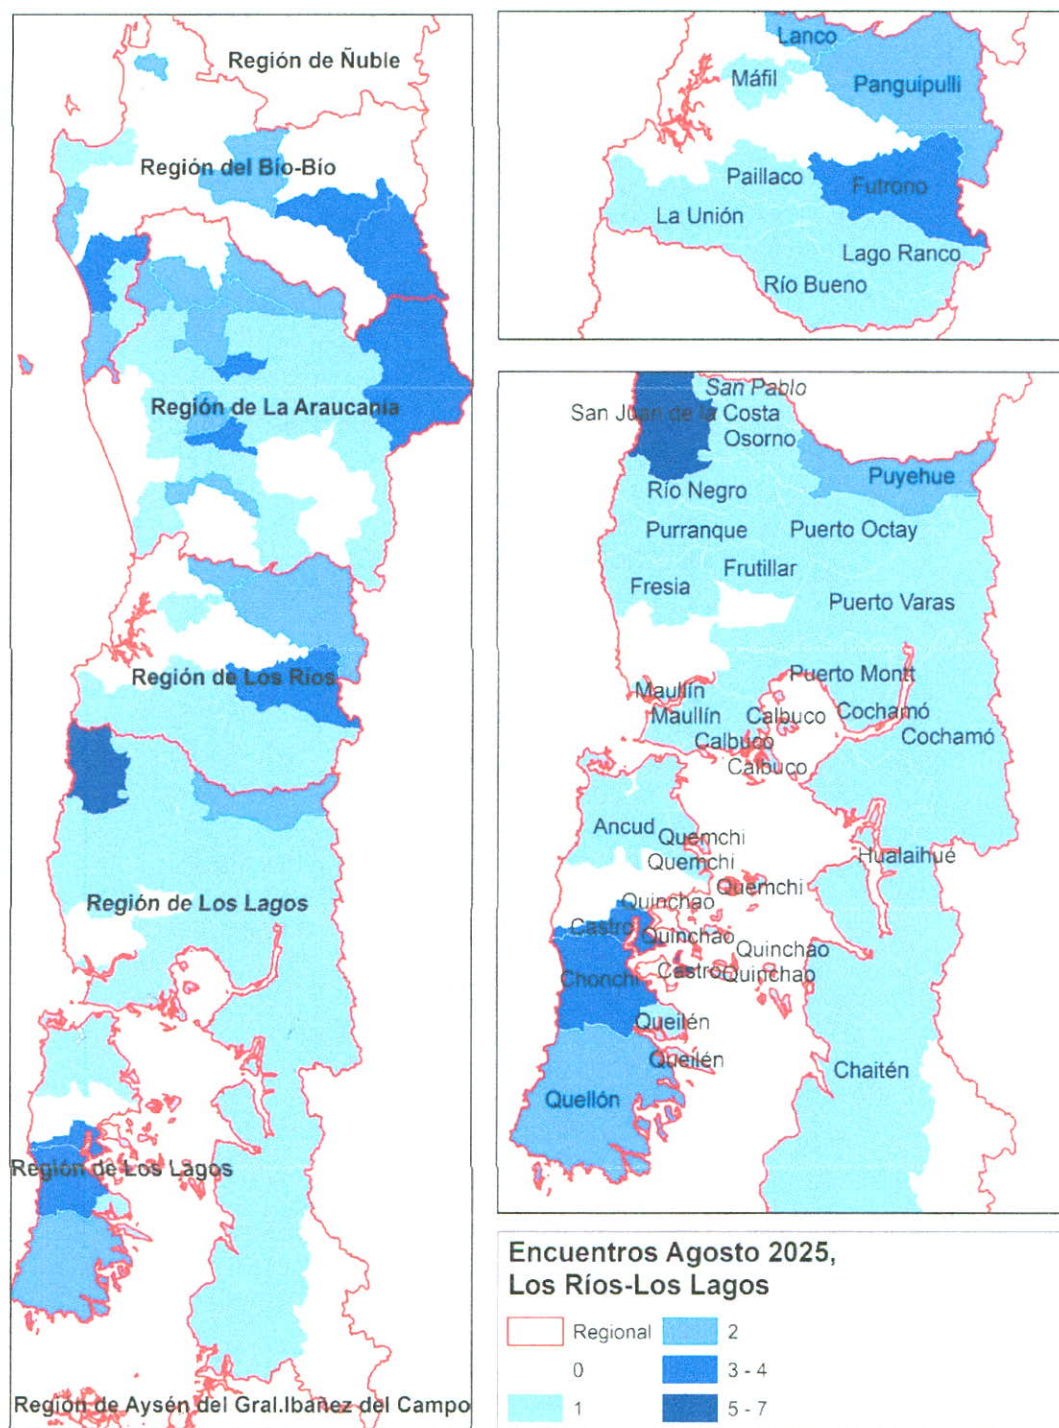 Región de Ñuble
Región del Bío-Bío
Región de La Araucanía
Región de Los Ríos
Región de Los Lagos
Región de Los Lagos
Región de Aysén del Gral.Ibañez del Campo
Lanco
Máfil
Panguipulli
Paillaco
Futrono
La Unión
Lago Ranco
Río Bueno
San Pablo
San Juan de la Costa
Osorno
Puyehue
Río Negro
Purranque
Puerto Octay
Frutillar
Fresia
Puerto Varas
Puerto Montt
Maullín
Maullín
Calbuco
Cochamó
Calbuco
Cochamó
Calbuco
Ancud
Quemchi
Quemchi
Hualaihué
Quemchi
Quinchao
Castro
Quinchao
Quinchao
Chonchi
Castro
Quinchao
Queilén
Queilén
Chaitén
Quellón
Encuentros Agosto 2025,
Los Ríos-Los Lagos
Regional
0
1
2
3 - 4
5 - 7